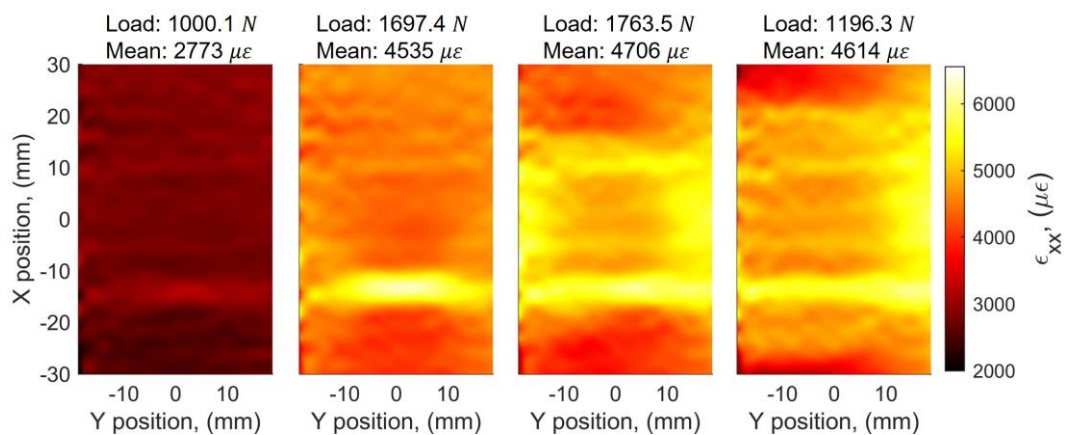 Load: 1000.1 N
Mean: 2773 με
Load: 1697.4 N
Mean: 4535 με
Load: 1763.5 N
Mean: 4706 με
Load: 1196.3 N
Mean: 4614 με
X position, (mm)
30
20
10
0
-10
-20
-30
-10 0 10
-10 0 10
-10 0 10
-10 0 10
Y position, (mm)
Y position, (mm)
Y position, (mm)
Y position, (mm)
6000
5000
4000
3000
2000
ϵxx, (με)